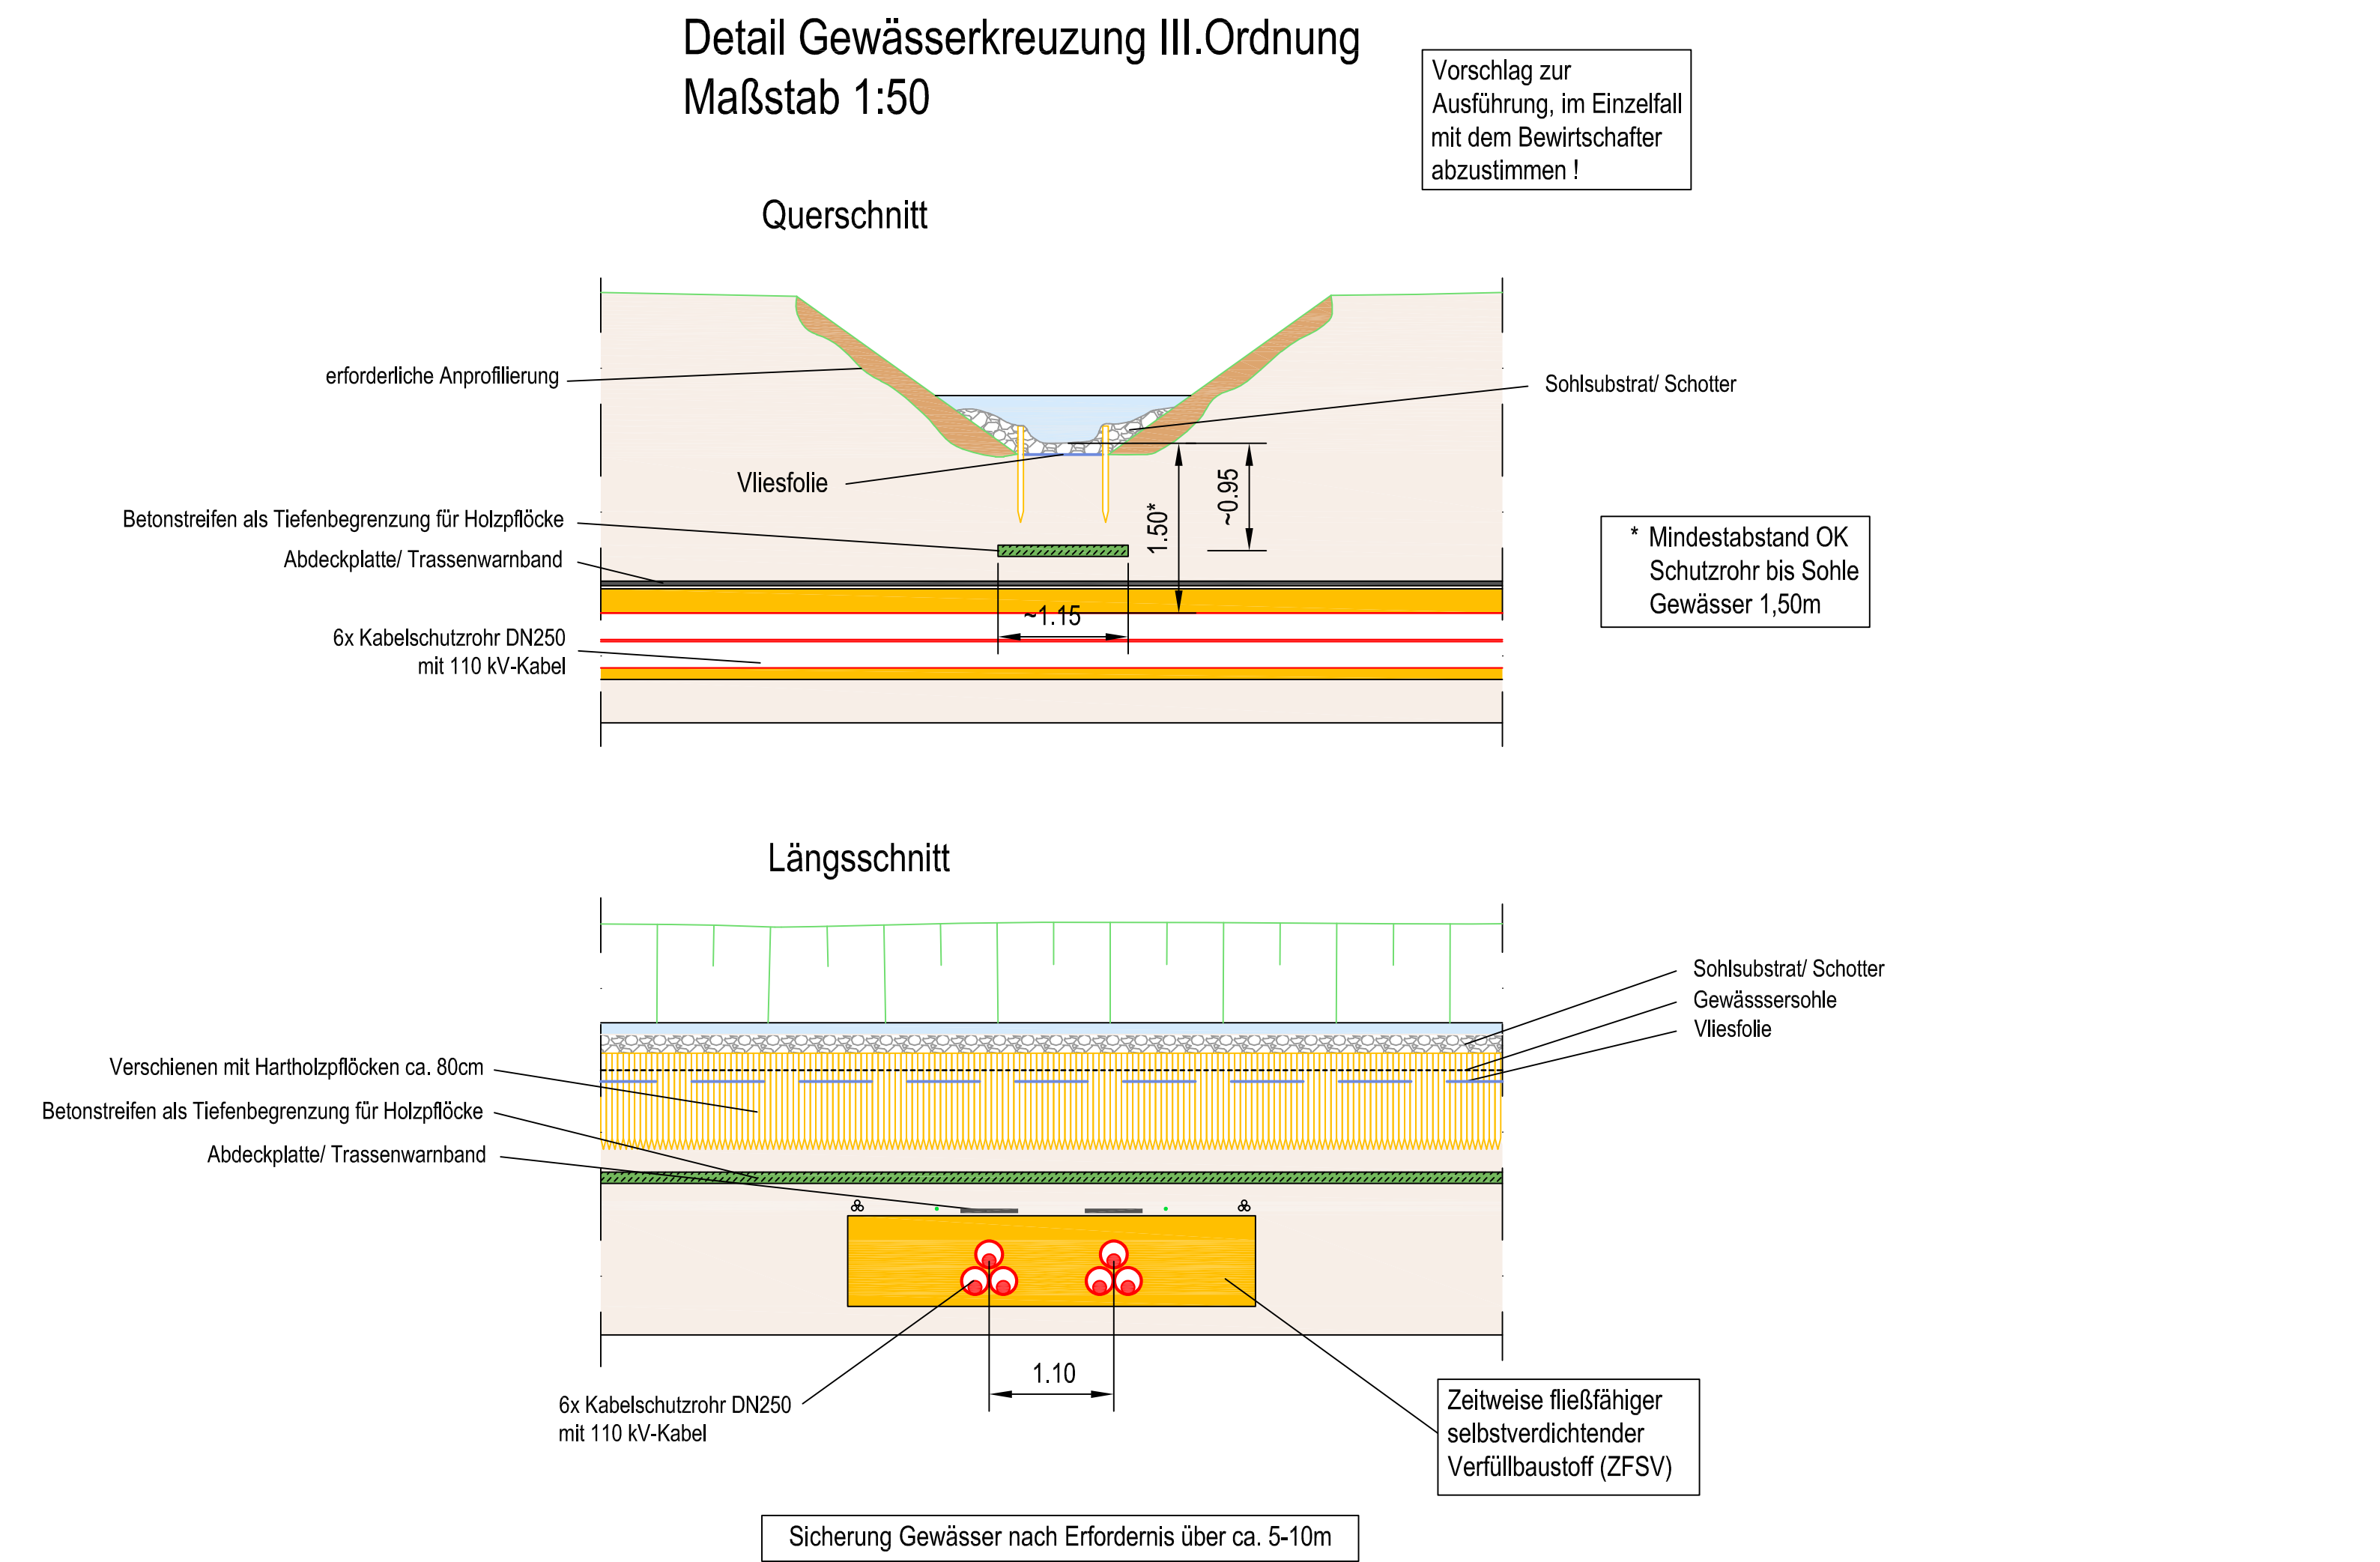 Detail Gewässerkreuzung III.Ordnung
Maßstab 1:50
Vorschlag zur
Ausführung, im Einzelfall
mit dem Bewirtschafter
abzustimmen !
Querschnitt
erforderliche Anprofilierung
Sohlsubstrat/ Schotter
Vliesfolie
Betonstreifen als Tiefenbegrenzung für Holzpflöcke
Abdeckplatte/ Trassenwarnband
6x Kabelschutzrohr DN250
mit 110 kV-Kabel
1.50*
~0.95
~1.15
* Mindestabstand OK
Schutzrohr bis Sohle
Gewässer 1,50m
Längsschnitt
Sohlsubstrat/ Schotter
Gewässsersohle
Vliesfolie
Verschienen mit Hartholzpflöcken ca. 80cm
Betonstreifen als Tiefenbegrenzung für Holzpflöcke
Abdeckplatte/ Trassenwarnband
1.10
6x Kabelschutzrohr DN250
mit 110 kV-Kabel
Zeitweise fließfähiger
selbstverdichtender
Verfüllbaustoff (ZFSV)
Sicherung Gewässer nach Erfordernis über ca. 5-10m